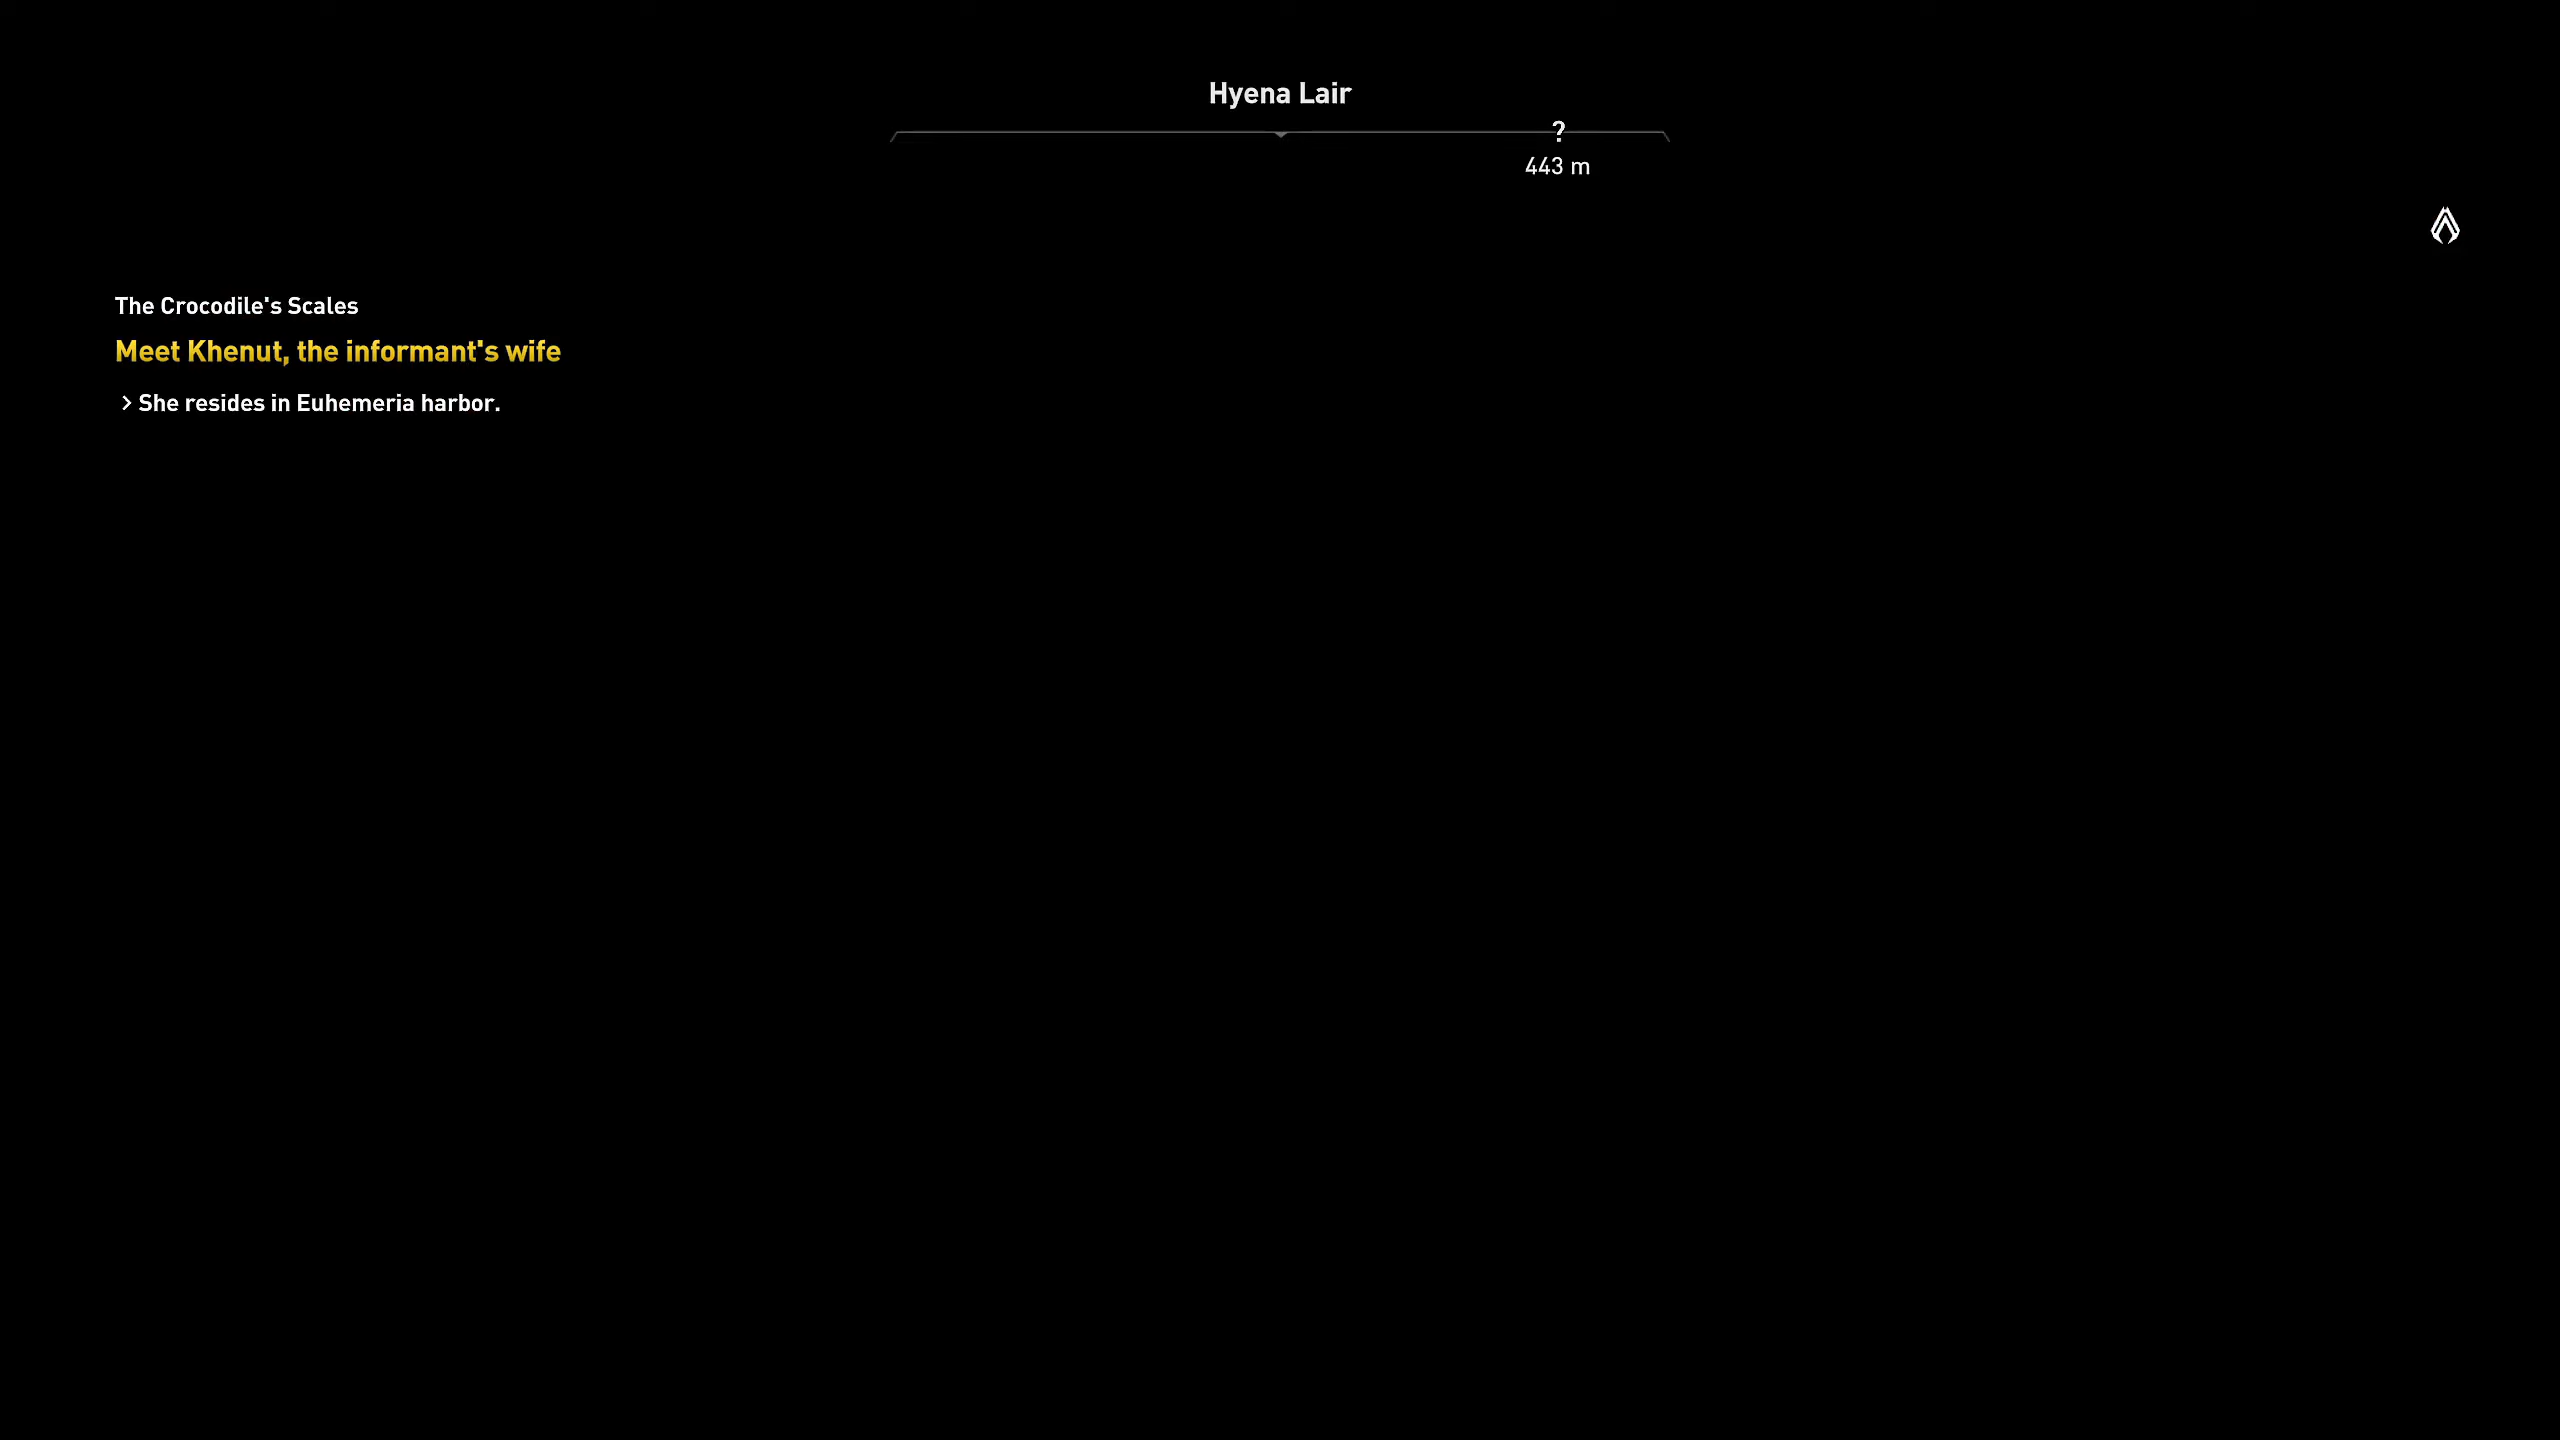 Hyena Lair
?
443 m
The Crocodile's Scales
Meet Khenut, the informant's wife
> She resides in Euhemeria harbor.